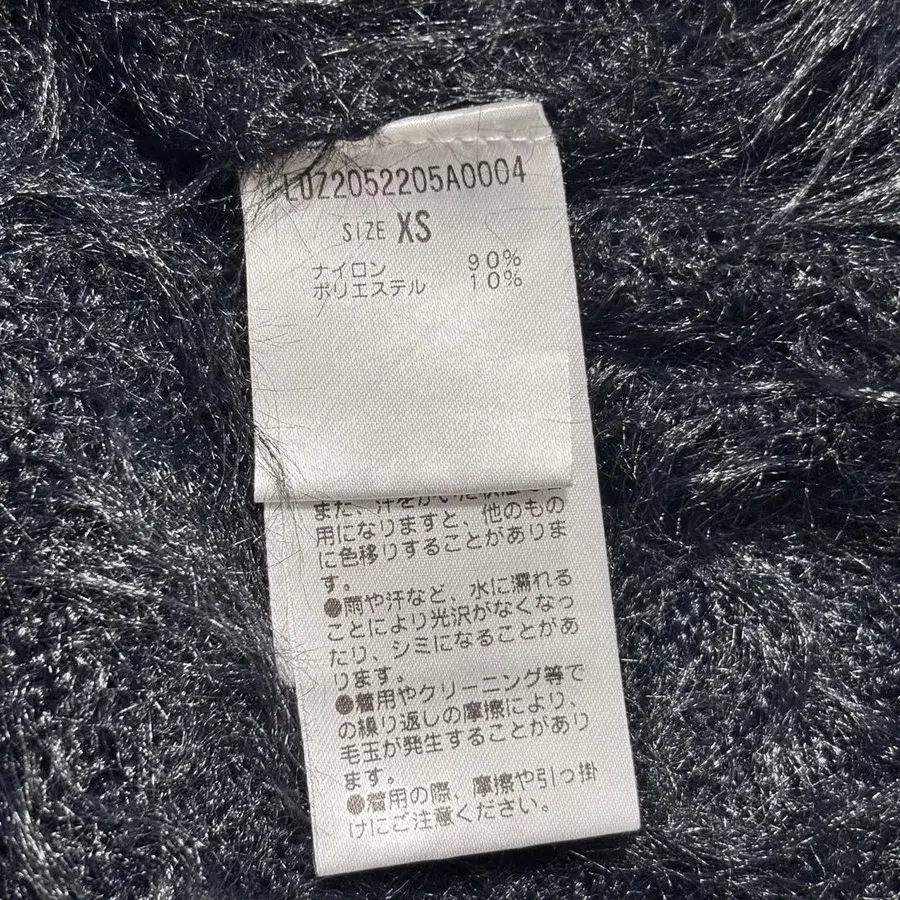 L0Z2052205A0004
SIZE XS
ナイロン 90%
ポリエステル 10%
また、汗をかいた状態
用になりますと、他のもの
に色移りすることがありま
す。
●雨や汗など、水に濡れる
ことにより光沢がなくなっ
たり、シミになることがあ
ります。
●着用やクリーニング等で
の繰り返しの摩擦により、
毛玉が発生することがあり
ます。
●着用の際、摩擦や引っ掛
けにご注意ください。